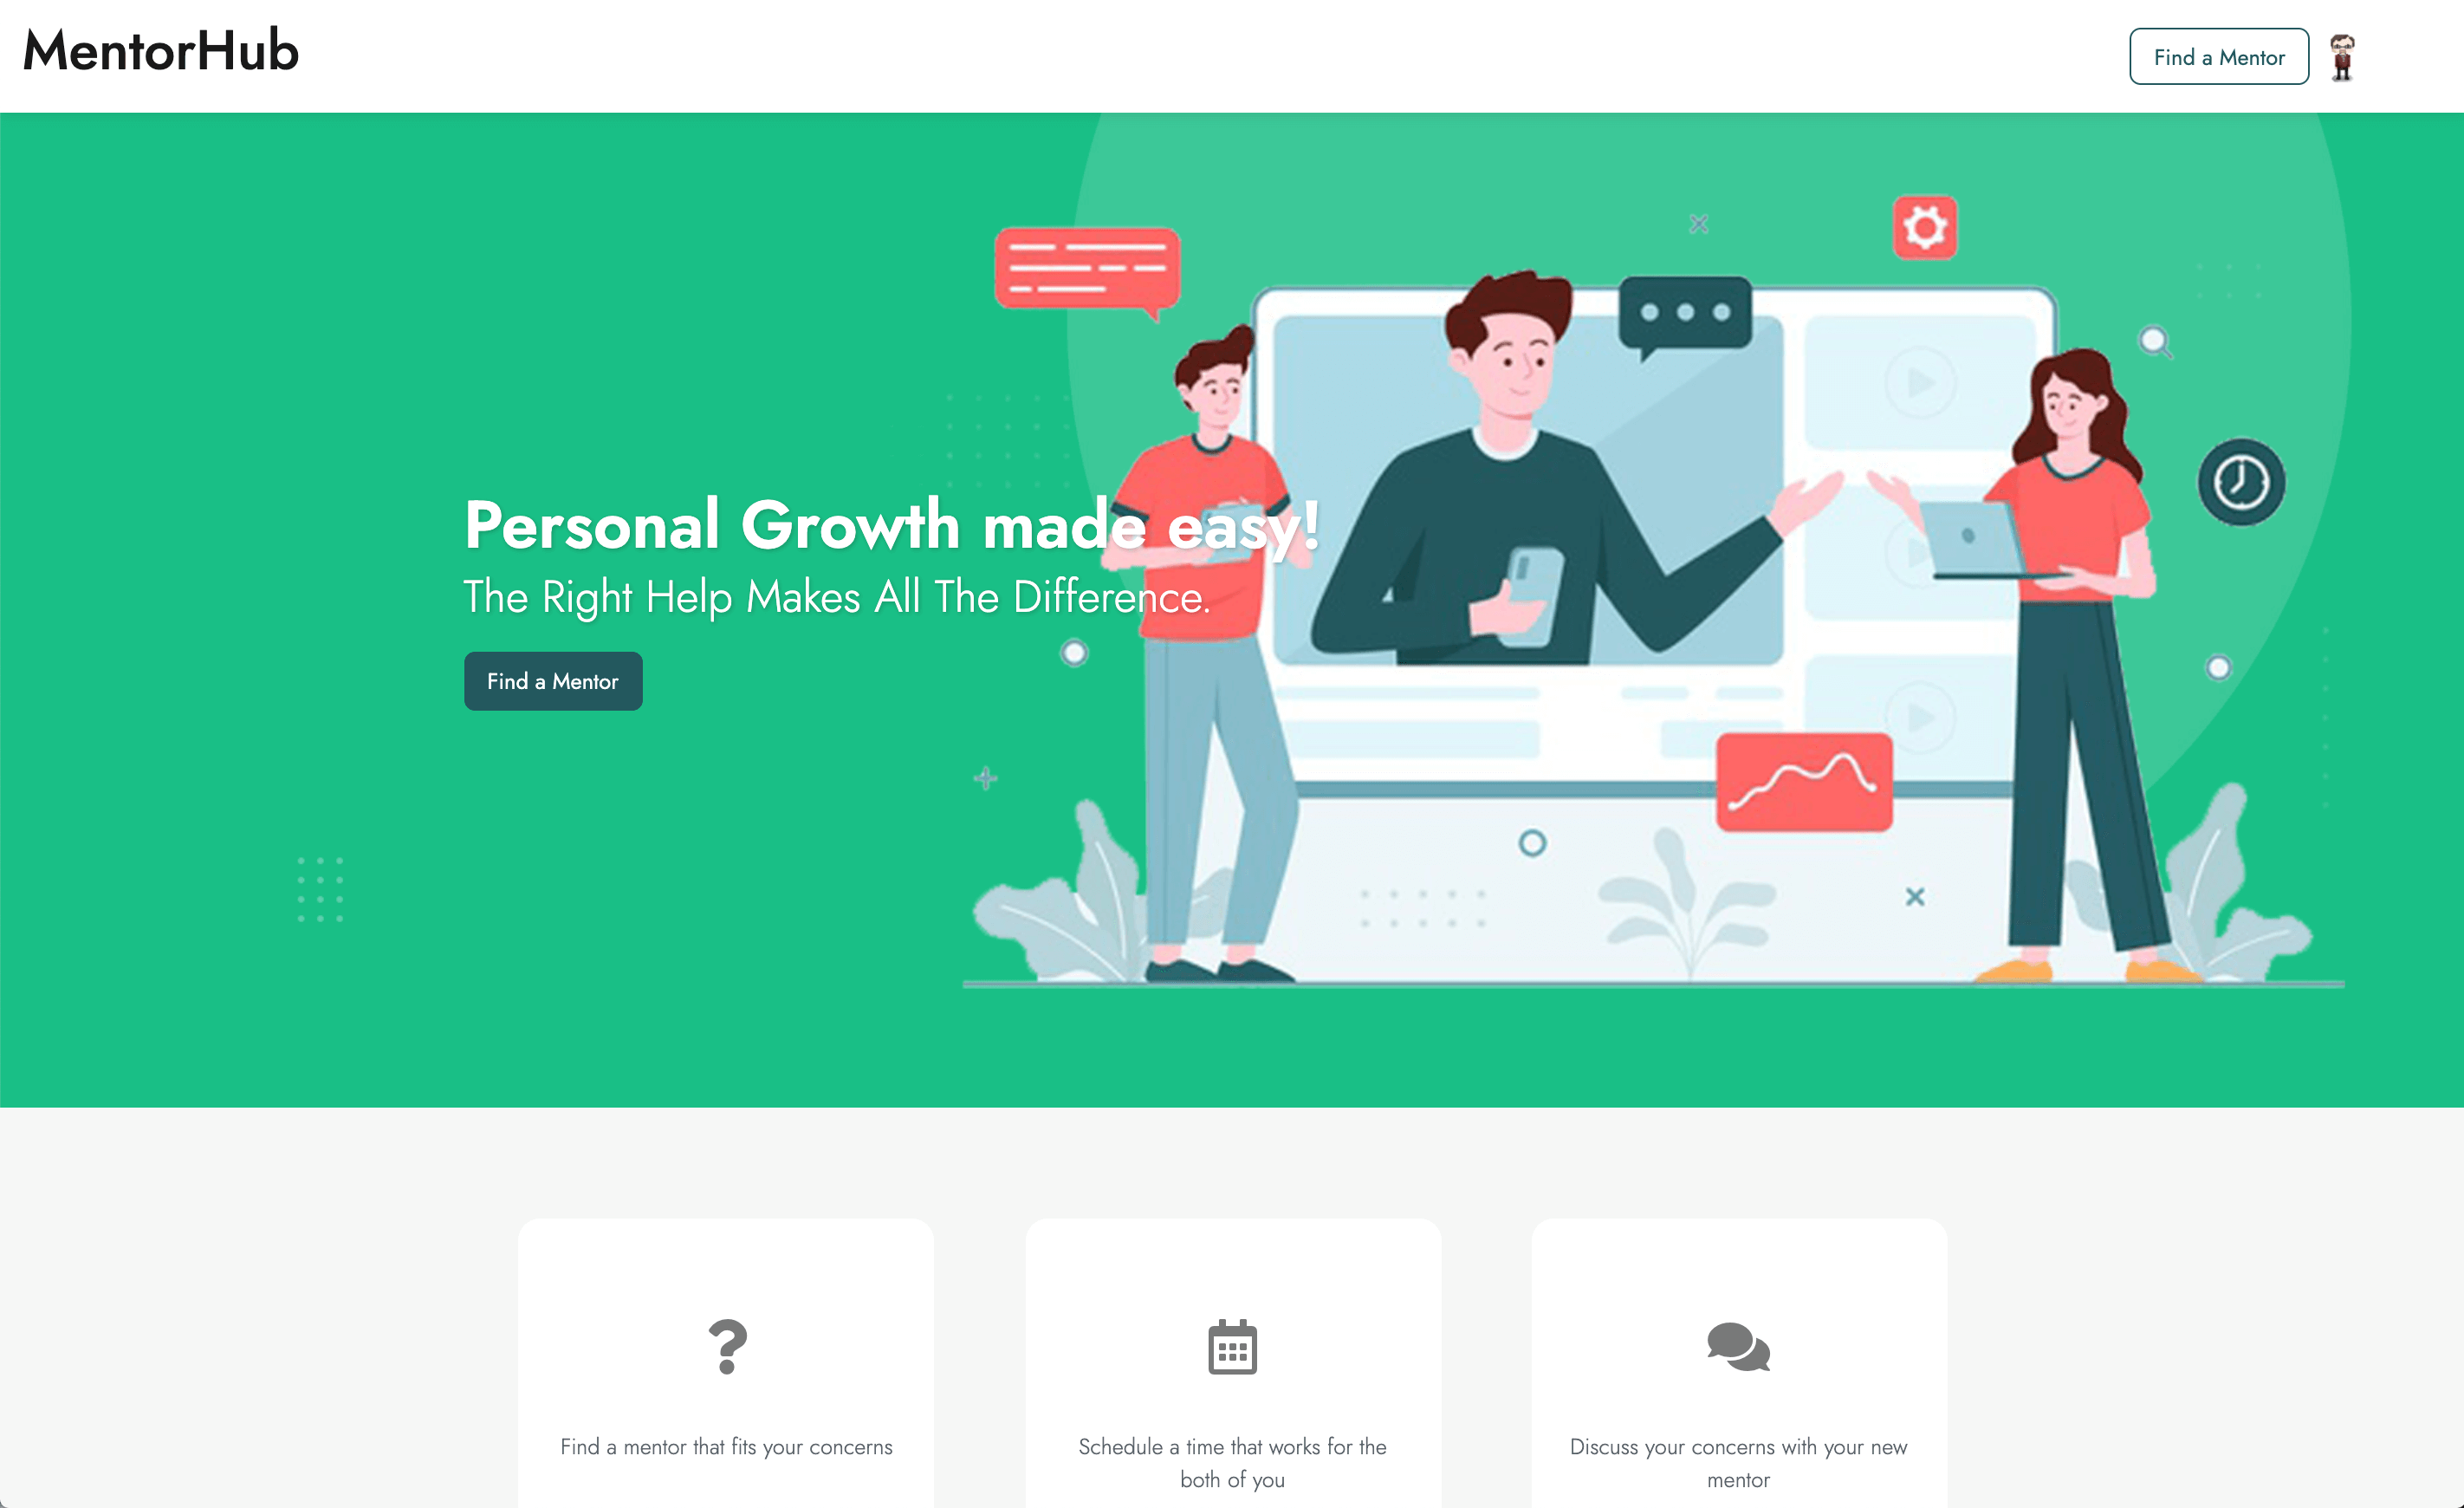 MentorHub
Find a Mentor
Personal Growth made easy!
The Right Help Makes All The Difference.
Find a Mentor
Find a mentor that fits your concerns
Schedule a time that works for the
both of you
Discuss your concerns with your new
mentor